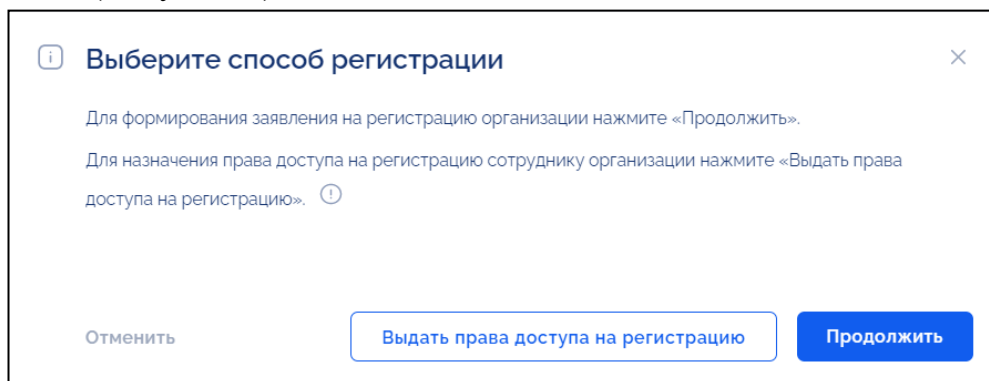 Выберите способ регистрации
Для формирования заявления на регистрацию организации нажмите «Продолжить».
Для назначения права доступа на регистрацию сотруднику организации нажмите «Выдать права
доступа на регистрацию».
Отменить
Выдать права доступа на регистрацию
Продолжить